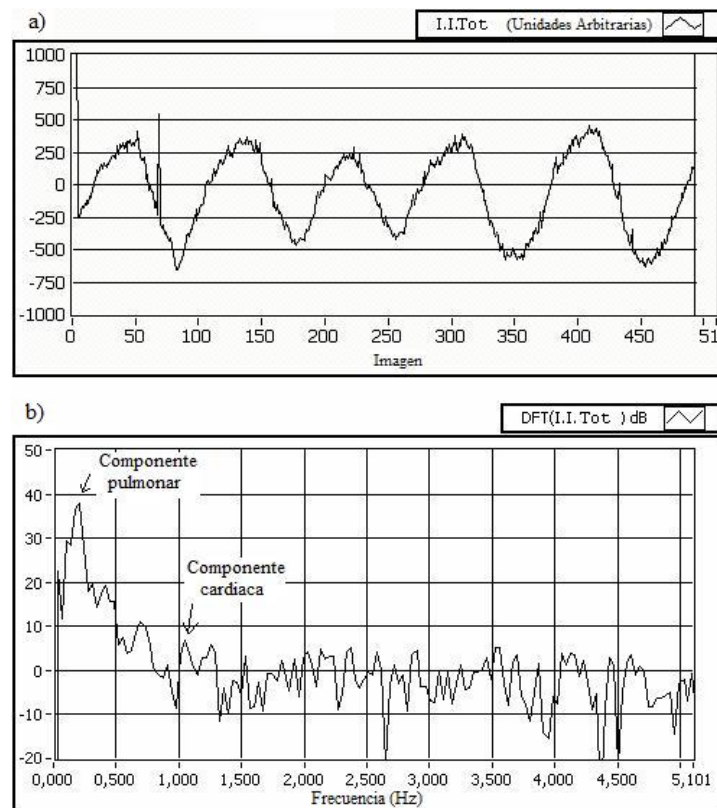 a)
I.I.Tot (Unidades Arbitrarias)
1000
750
500
250
0
-250
-500
-750
-1000
0 50 100 150 200 250 300 350 400 450 51
Imagen
b)
DFT(I.I.Tot )dB
50
40
30
20
10
0
-10
-20
Componente
pulmonar
Componente
cardiaca
0,000 0,500 1,000 1,500 2,000 2,500 3,000 3,500 4,000 4,500 5,101
Frecuencia (Hz)